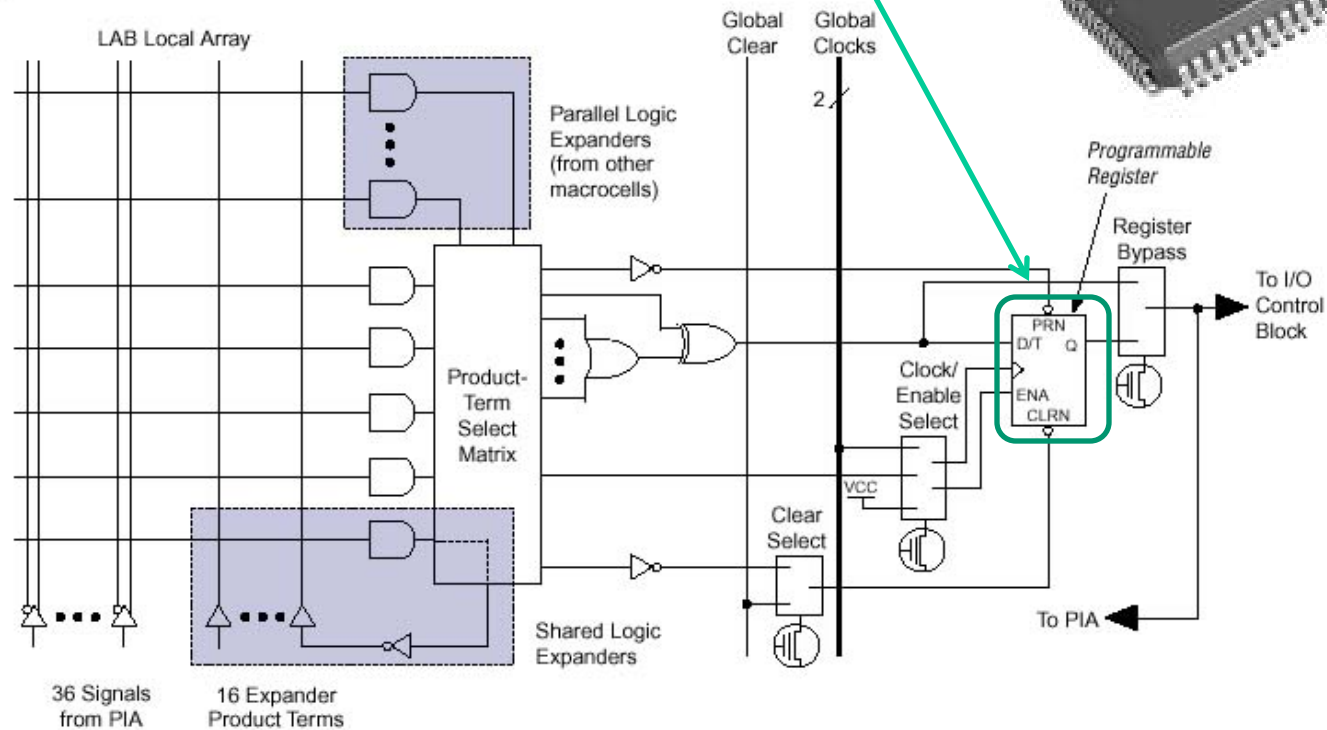 LAB Local Array
Global
Clear
Global
Clocks
2
Parallel Logic
Expanders
(from other
macrocells)
Programmable
Register
Register
Bypass
To I/O
Control
Block
PRN
D/T Q
ENA
CLRN
Clock/
Enable
Select
Product-
Term
Select
Matrix
VCC
Clear
Select
To PIA
Shared Logic
Expanders
36 Signals
from PIA
16 Expander
Product Terms